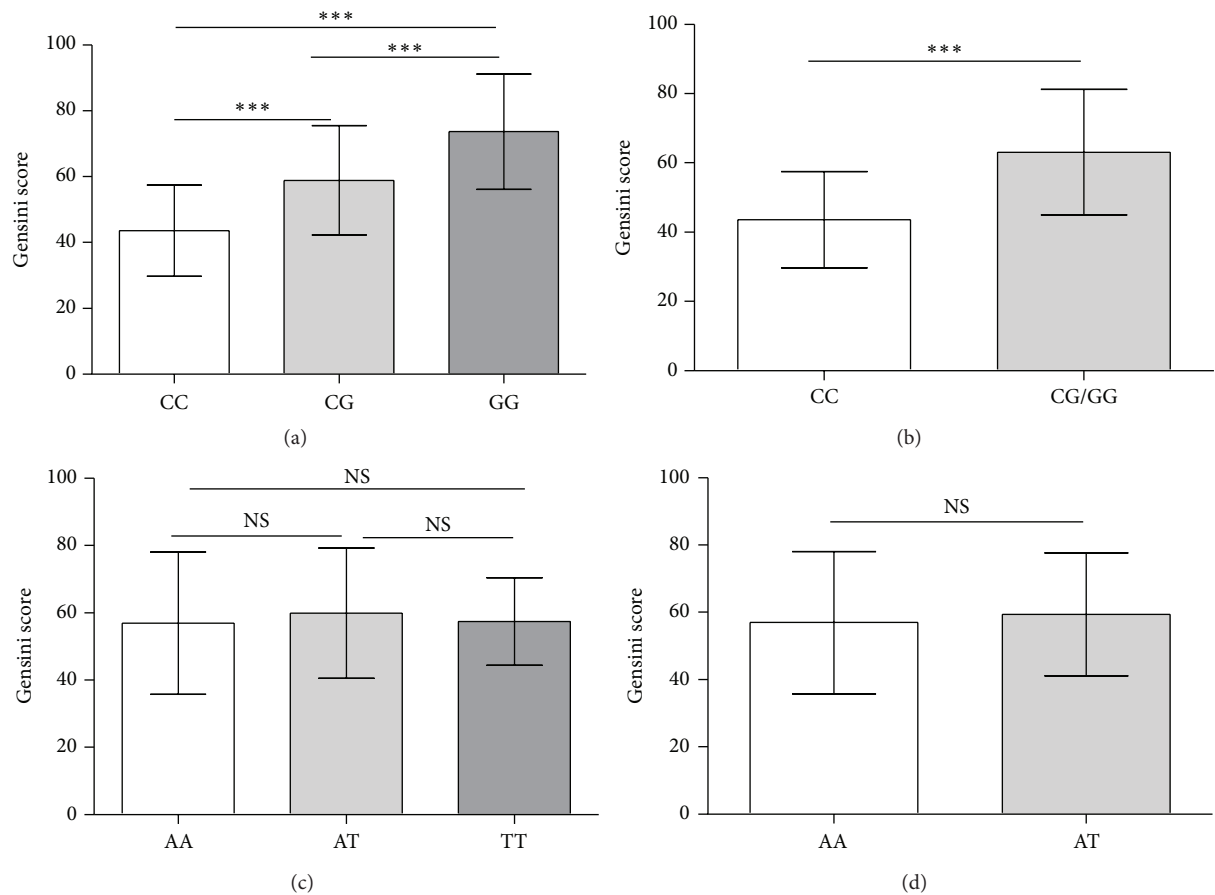 ***
***
***
100
80
60
40
20
0
Gensini score
CC
CG
GG
(a)
***
100
80
60
40
20
0
Gensini score
CC
CG/GG
(b)
NS
NS
NS
100
80
60
40
20
0
Gensini score
AA
AT
TT
(c)
NS
100
80
60
40
20
0
Gensini score
AA
AT
(d)